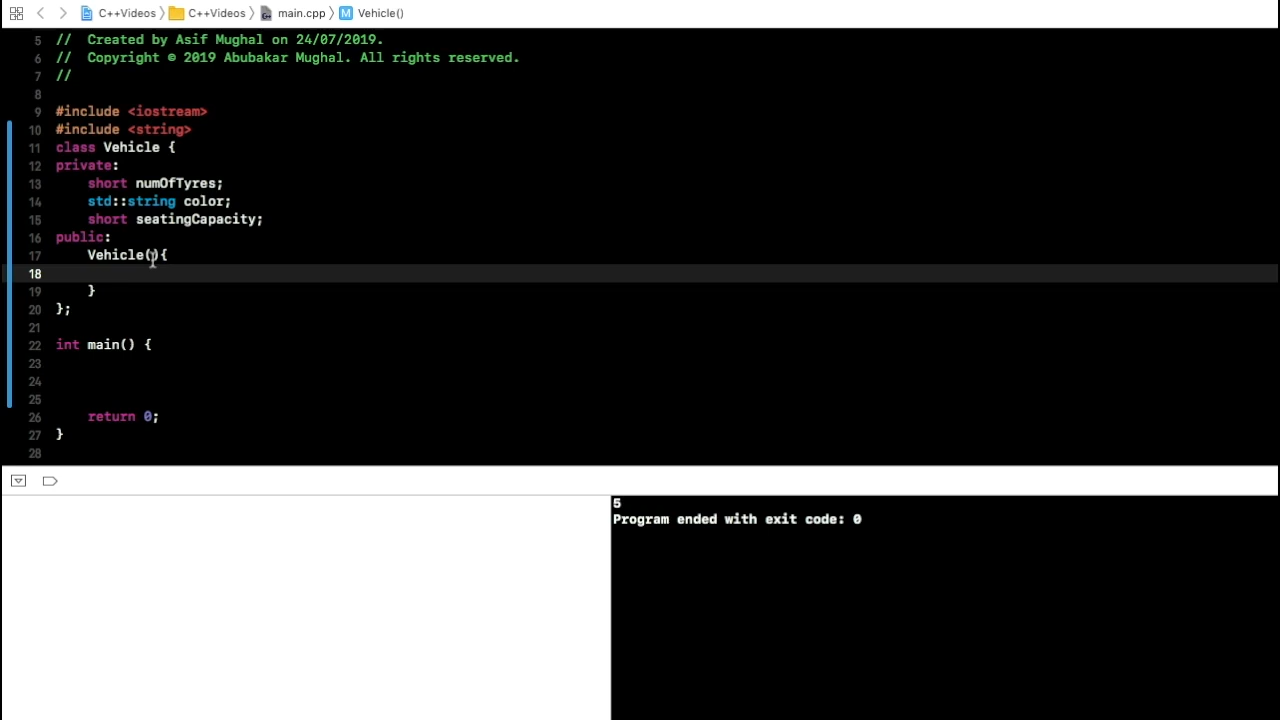 C++Videos 〉 C++Videos 〉 main.cpp 〉 M Vehicle()
5 //  Created by Asif Mughal on 24/07/2019.
6 //  Copyright © 2019 Abubakar Mughal. All rights reserved.
7 //
8
9 #include <iostream>
10 #include <string>
11 class Vehicle {
12 private:
13     short numOfTyres;
14     std::string color;
15     short seatingCapacity;
16 public:
17     Vehicle(){
18
19     }
20 };
21
22 int main() {
23
24
25
26     return 0;
27 }
28
5
Program ended with exit code: 0